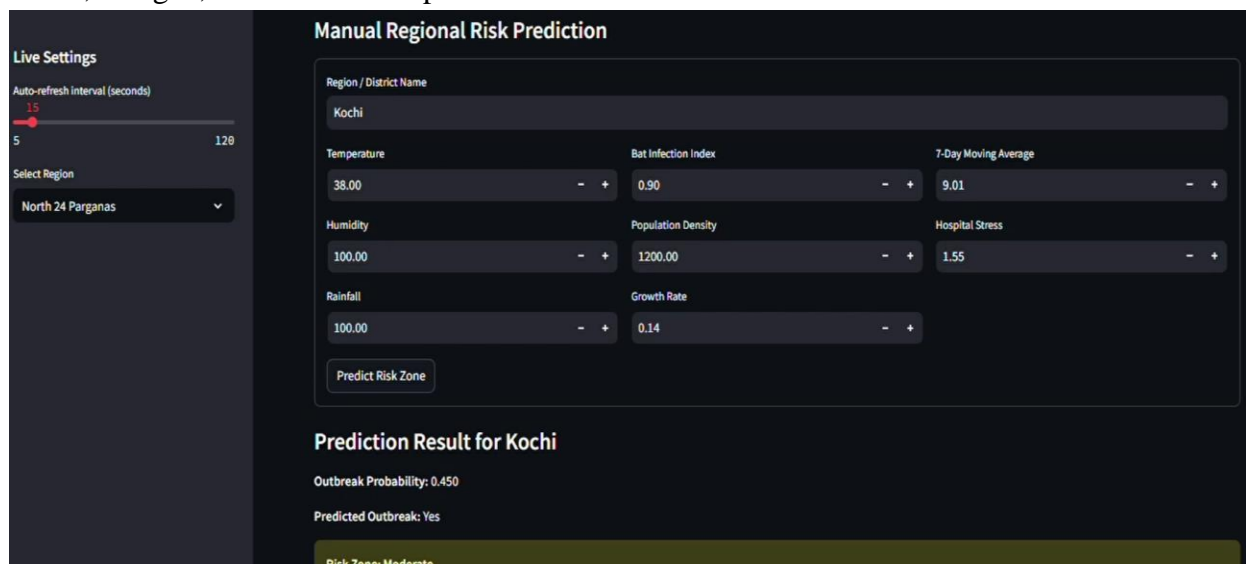 Manual Regional Risk Prediction
Live Settings
Auto-refresh interval (seconds)
15
5 120
Select Region
North 24 Parganas
Region / District Name
Kochi
Temperature Bat Infection Index 7-Day Moving Average
38.00 - + 0.90 - + 9.01 - +
Humidity Population Density Hospital Stress
100.00 - + 1200.00 - + 1.55 - +
Rainfall Growth Rate
100.00 - + 0.14 - +
Predict Risk Zone
Prediction Result for Kochi
Outbreak Probability: 0.450
Predicted Outbreak: Yes
Risk Zone: Moderate